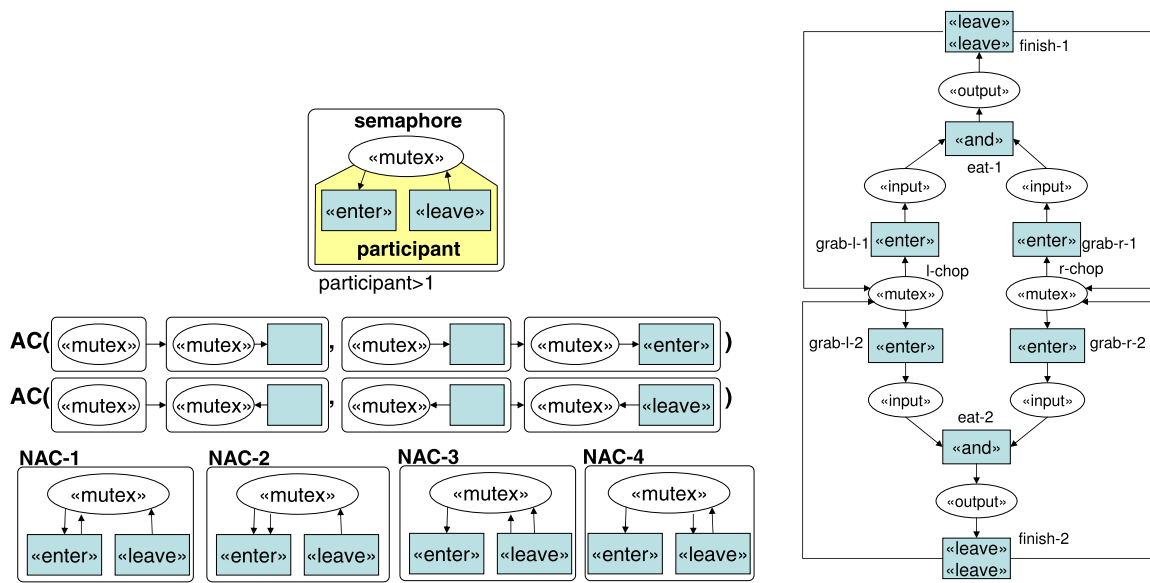 semaphore
«mutex»
«enter» «leave»
participant
participant>1
AC( «mutex» «mutex» , «mutex» «mutex» «enter» )
AC( «mutex» «mutex» , «mutex» «mutex» «leave» )
NAC-1
«mutex»
«enter» «leave»
NAC-2
«mutex»
«enter» «leave»
NAC-3
«mutex»
«enter» «leave»
NAC-4
«mutex»
«enter» «leave»
«leave»
«leave»
finish-1
«output»
«and»
eat-1
«input» «input»
grab-l-1 «enter» «enter» grab-r-1
l-chop r-chop
«mutex» «mutex»
grab-l-2 «enter» «enter» grab-r-2
«input» «input»
eat-2
«and»
«output»
finish-2
«leave»
«leave»